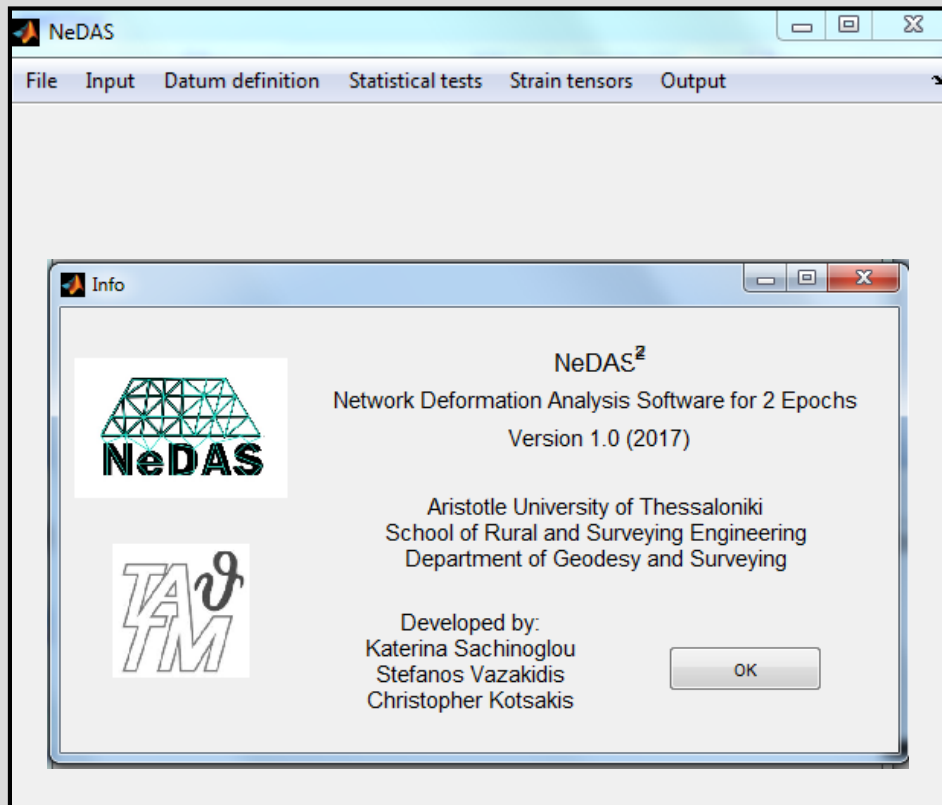 NeDAS
File Input Datum definition Statistical tests Strain tensors Output
Info
NeDAS²
Network Deformation Analysis Software for 2 Epochs
Version 1.0 (2017)
NeDAS
Aristotle University of Thessaloniki
School of Rural and Surveying Engineering
Department of Geodesy and Surveying
ΤΑϑ
ΤΜ
Developed by:
Katerina Sachinoglou
Stefanos Vazakidis
Christopher Kotsakis
OK